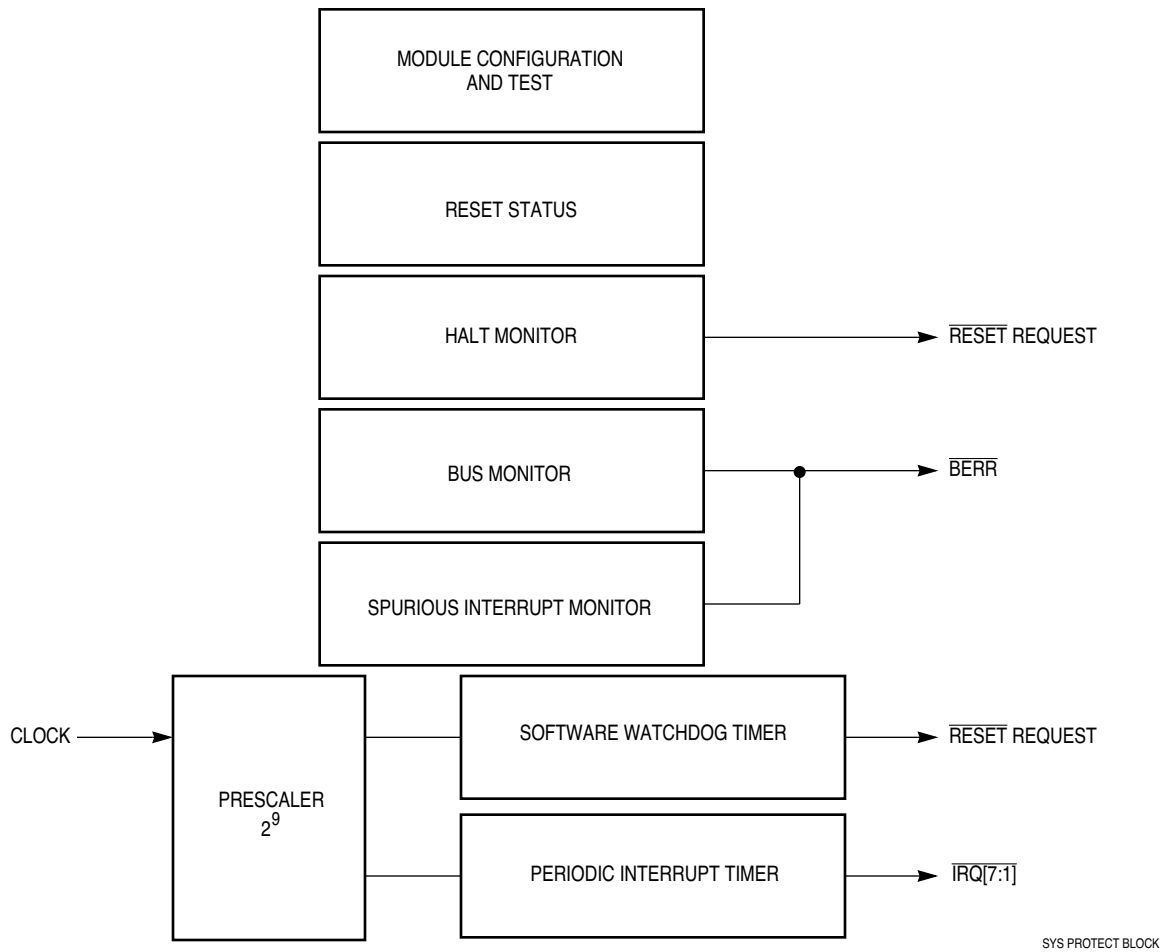 MODULE CONFIGURATION
AND TEST
RESET STATUS
HALT MONITOR
RESET REQUEST
BUS MONITOR
BERR
SPURIOUS INTERRUPT MONITOR
CLOCK
SOFTWARE WATCHDOG TIMER
RESET REQUEST
PRESCALER
2⁹
PERIODIC INTERRUPT TIMER
IRQ[7:1]
SYS PROTECT BLOCK